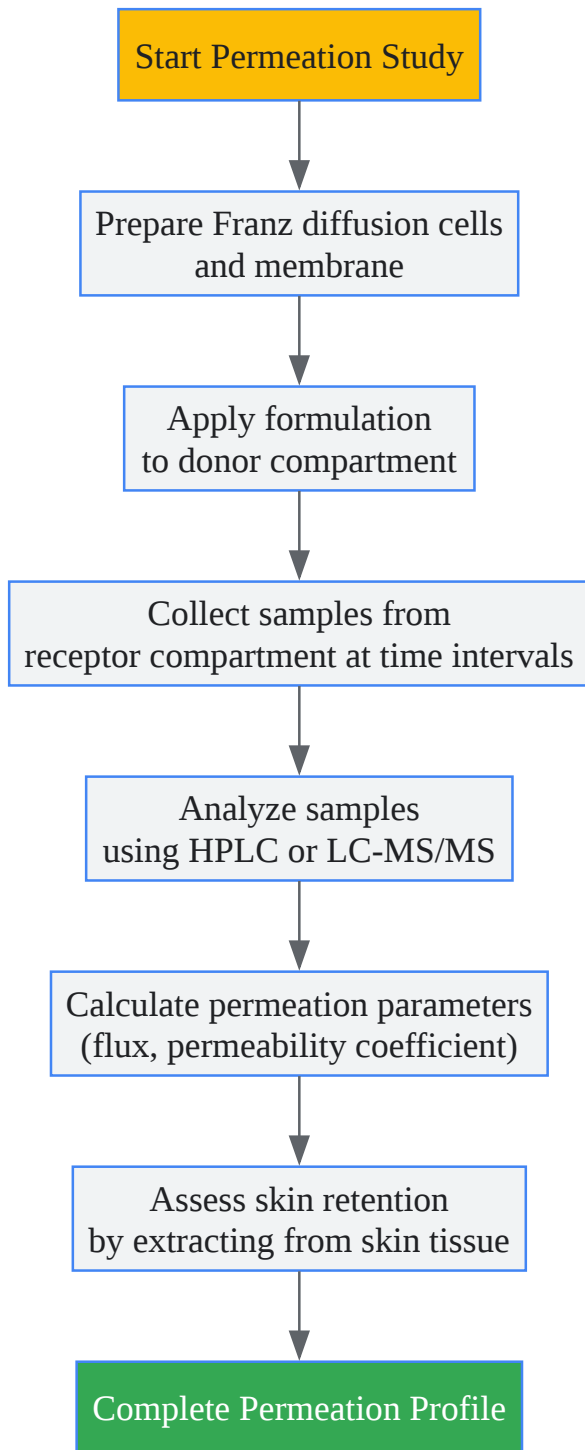 Start Permeation Study
Prepare Franz diffusion cells
and membrane
Apply formulation
to donor compartment
Collect samples from
receptor compartment at time intervals
Analyze samples
using HPLC or LC-MS/MS
Calculate permeation parameters
(flux, permeability coefficient)
Assess skin retention
by extracting from skin tissue
Complete Permeation Profile